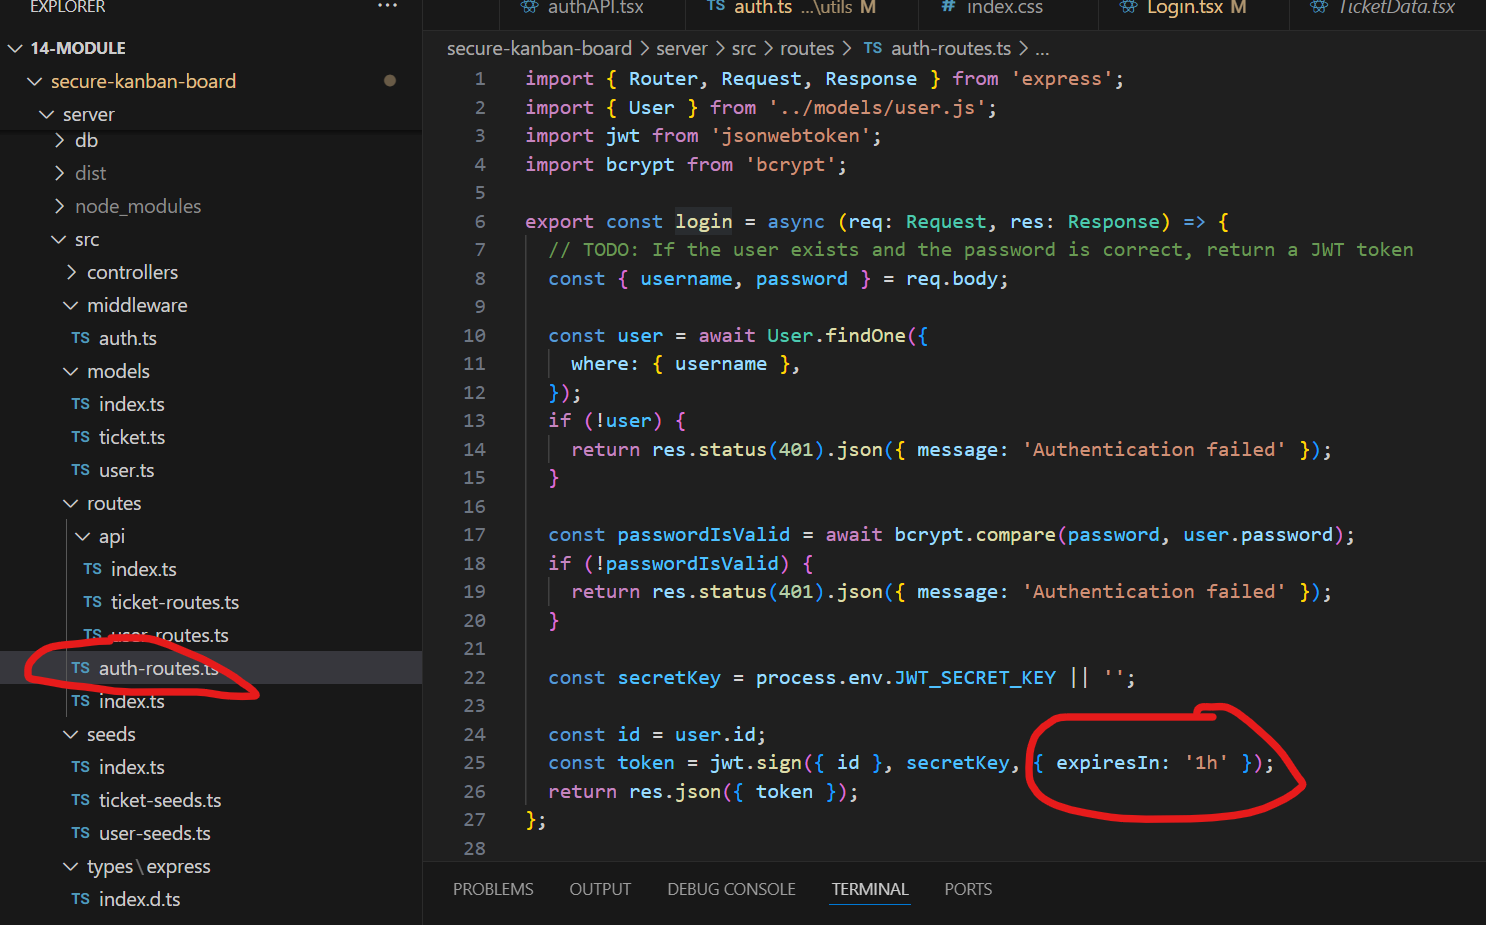 EXPLORER ...
authAPI.tsx
TS auth.ts ...\utils M
# index.css
Login.tsx M
TicketData.tsx
14-MODULE
secure-kanban-board
server
db
dist
node_modules
src
controllers
middleware
TS auth.ts
models
TS index.ts
TS ticket.ts
TS user.ts
routes
api
TS index.ts
TS ticket-routes.ts
TS user-routes.ts
TS auth-routes.ts
TS index.ts
seeds
TS index.ts
TS ticket-seeds.ts
TS user-seeds.ts
types\express
TS index.d.ts
secure-kanban-board > server > src > routes > TS auth-routes.ts > ...
1 import { Router, Request, Response } from 'express';
2 import { User } from '../models/user.js';
3 import jwt from 'jsonwebtoken';
4 import bcrypt from 'bcrypt';
5
6 export const login = async (req: Request, res: Response) => {
7 // TODO: If the user exists and the password is correct, return a JWT token
8 const { username, password } = req.body;
9
10 const user = await User.findOne({
11 where: { username },
12 });
13 if (!user) {
14 return res.status(401).json({ message: 'Authentication failed' });
15 }
16
17 const passwordIsValid = await bcrypt.compare(password, user.password);
18 if (!passwordIsValid) {
19 return res.status(401).json({ message: 'Authentication failed' });
20 }
21
22 const secretKey = process.env.JWT_SECRET_KEY || '';
23
24 const id = user.id;
25 const token = jwt.sign({ id }, secretKey, { expiresIn: '1h' });
26 return res.json({ token });
27 };
28
PROBLEMS OUTPUT DEBUG CONSOLE TERMINAL PORTS